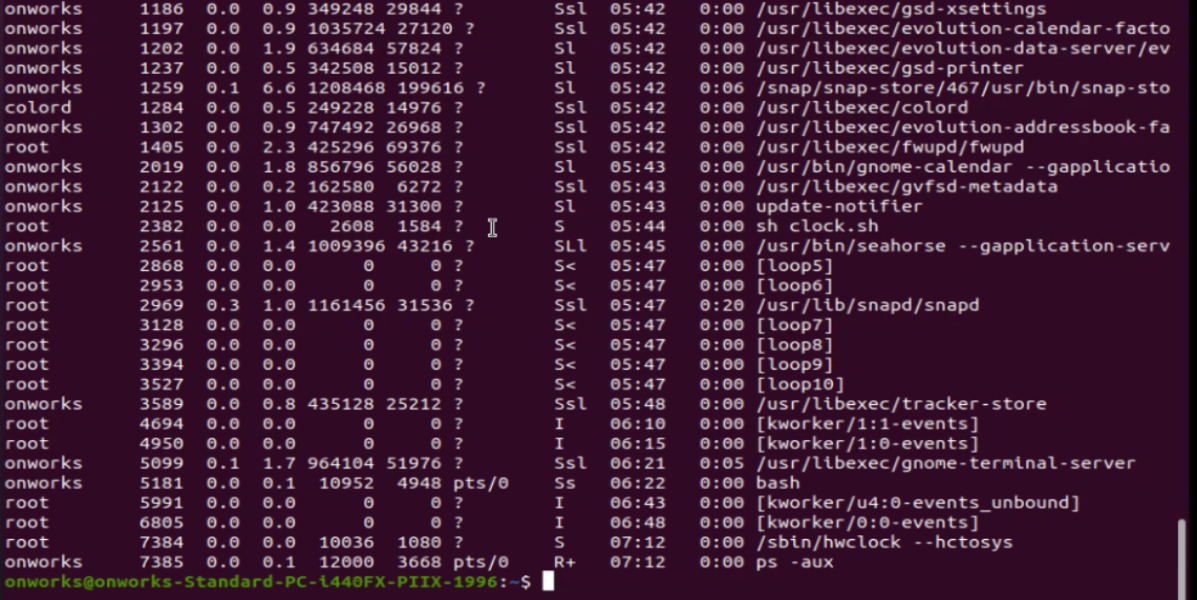 onworks 1186 0.0 0.9 349248 29844 ? Ssl 05:42 0:00 /usr/libexec/gsd-xsettings
onworks 1197 0.0 0.9 1035724 27120 ? Ssl 05:42 0:00 /usr/libexec/evolution-calendar-facto
onworks 1202 0.0 1.9 634684 57824 ? Sl 05:42 0:00 /usr/libexec/evolution-data-server/ev
onworks 1237 0.0 0.5 342508 15012 ? Sl 05:42 0:00 /usr/libexec/gsd-printer
onworks 1259 0.1 6.6 1208468 199616 ? Sl 05:42 0:06 /snap/snap-store/467/usr/bin/snap-sto
colord 1284 0.0 0.5 249228 14976 ? Ssl 05:42 0:00 /usr/libexec/colord
onworks 1302 0.0 0.9 747492 26968 ? Ssl 05:42 0:00 /usr/libexec/evolution-addressbook-fa
root 1405 0.0 2.3 425296 69376 ? Ssl 05:42 0:00 /usr/libexec/fwupd/fwupd
onworks 2019 0.0 1.8 856796 56028 ? Sl 05:43 0:00 /usr/bin/gnome-calendar --gapplicatio
onworks 2122 0.0 0.2 162580 6272 ? Ssl 05:43 0:00 /usr/libexec/gvfsd-metadata
onworks 2125 0.0 1.0 423088 31300 ? Sl 05:43 0:00 update-notifier
root 2382 0.0 0.0 2608 1584 ? S 05:44 0:00 sh clock.sh
onworks 2561 0.0 1.4 1009396 43216 ? SLl 05:45 0:00 /usr/bin/seahorse --gapplication-serv
root 2868 0.0 0.0 0 0 ? S< 05:47 0:00 [loop5]
root 2953 0.0 0.0 0 0 ? S< 05:47 0:00 [loop6]
root 2969 0.3 1.0 1161456 31536 ? Ssl 05:47 0:20 /usr/lib/snapd/snapd
root 3128 0.0 0.0 0 0 ? S< 05:47 0:00 [loop7]
root 3296 0.0 0.0 0 0 ? S< 05:47 0:00 [loop8]
root 3394 0.0 0.0 0 0 ? S< 05:47 0:00 [loop9]
root 3527 0.0 0.0 0 0 ? S< 05:47 0:00 [loop10]
onworks 3589 0.0 0.8 435128 25212 ? Ssl 05:48 0:00 /usr/libexec/tracker-store
root 4694 0.0 0.0 0 0 ? I 06:10 0:00 [kworker/1:1-events]
root 4950 0.0 0.0 0 0 ? I 06:15 0:00 [kworker/1:0-events]
onworks 5099 0.1 1.7 964104 51976 ? Ssl 06:21 0:05 /usr/libexec/gnome-terminal-server
onworks 5181 0.0 0.1 10952 4948 pts/0 Ss 06:22 0:00 bash
root 5991 0.0 0.0 0 0 ? I 06:43 0:00 [kworker/u4:0-events_unbound]
root 6805 0.0 0.0 0 0 ? I 06:48 0:00 [kworker/0:0-events]
root 7384 0.0 0.0 10036 1080 ? S 07:12 0:00 /sbin/hwclock --hctosys
onworks 7385 0.0 0.1 12000 3668 pts/0 R+ 07:12 0:00 ps -aux
onworks@onworks-Standard-PC-i440FX-PIIX-1996:~$